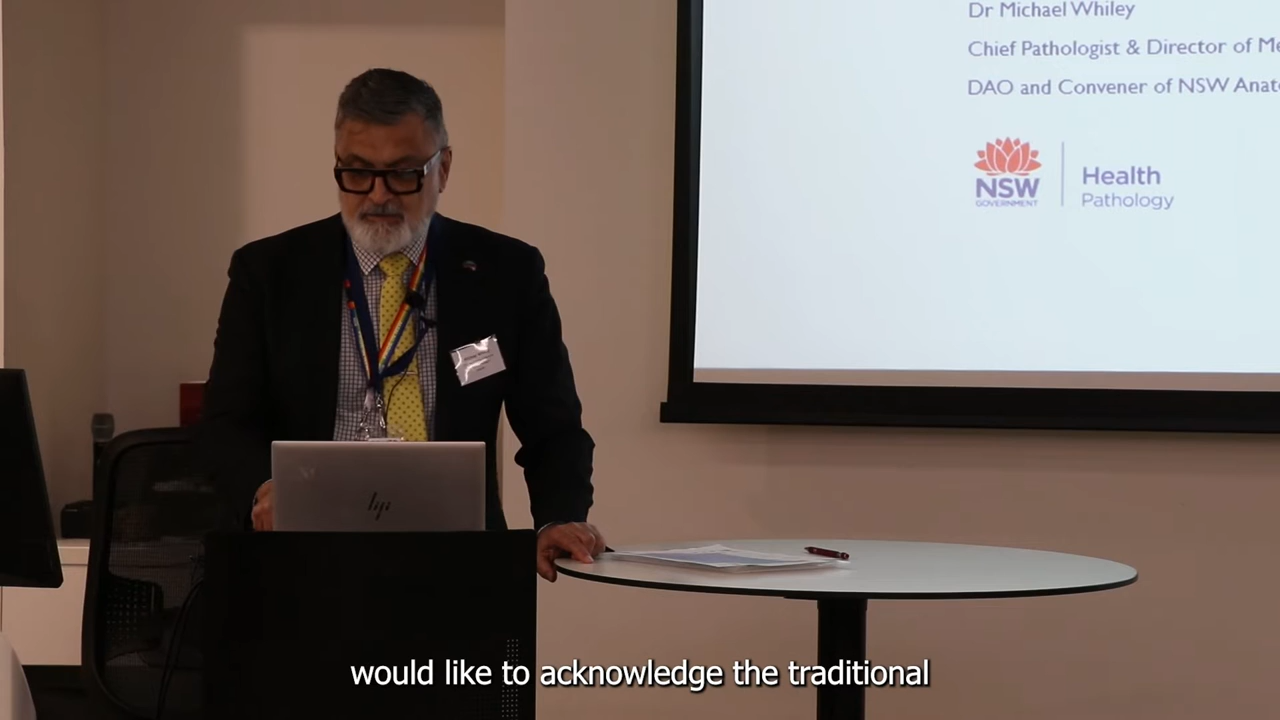 Dr Michael Whiley
Chief Pathologist & Director of Me
DAO and Convener of NSW Anat
NSW
GOVERNMENT
Health
Pathology
hp
would like to acknowledge the traditional